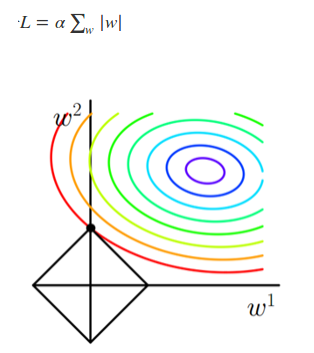 ·L = α ∑_w |w|
w²
w¹